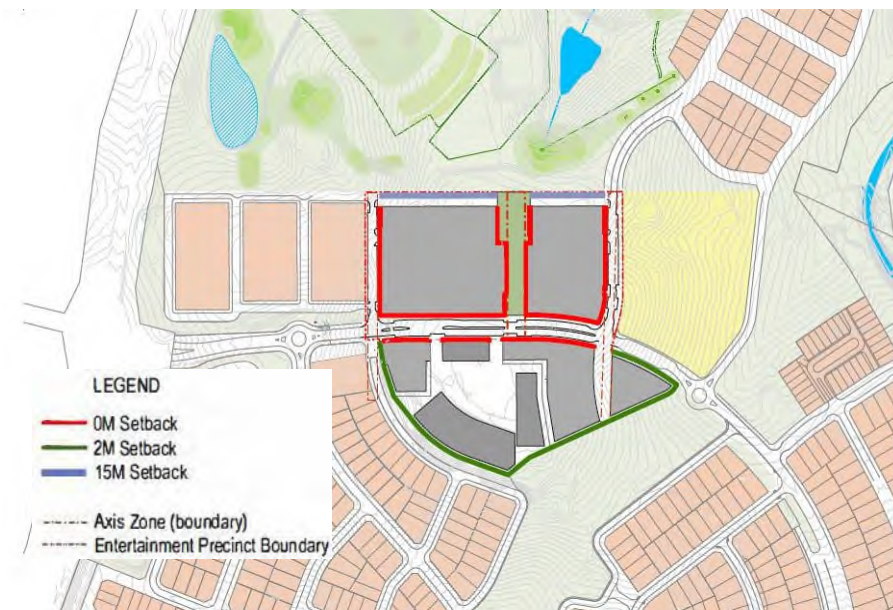 LEGEND
0M Setback
2M Setback
15M Setback
Axis Zone (boundary)
Entertainment Precinct Boundary